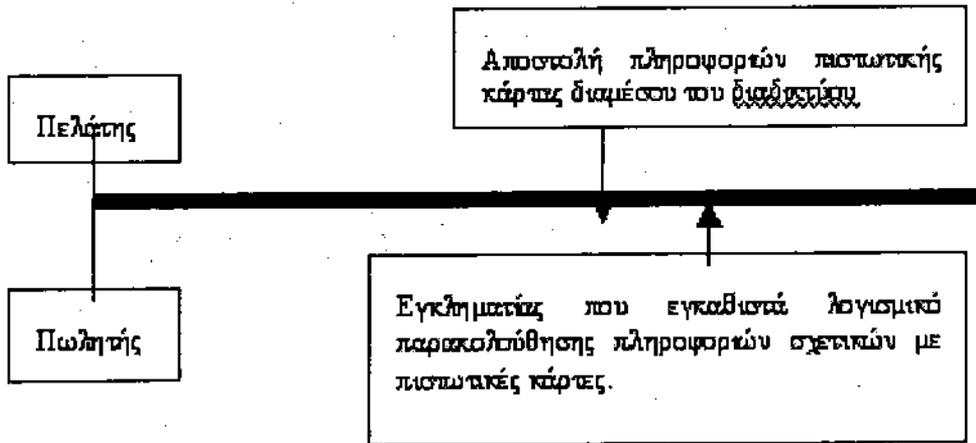 Αποστολή πληροφοριών πιστωτικής
κάρτας διαμέσου του διαδικτύου
Πελάτης
Πωλητής
Εγκληματίας που εγκαθιστά λογισμικό
παρακολούθησης πληροφοριών σχετικών με
πιστωτικές κάρτες.